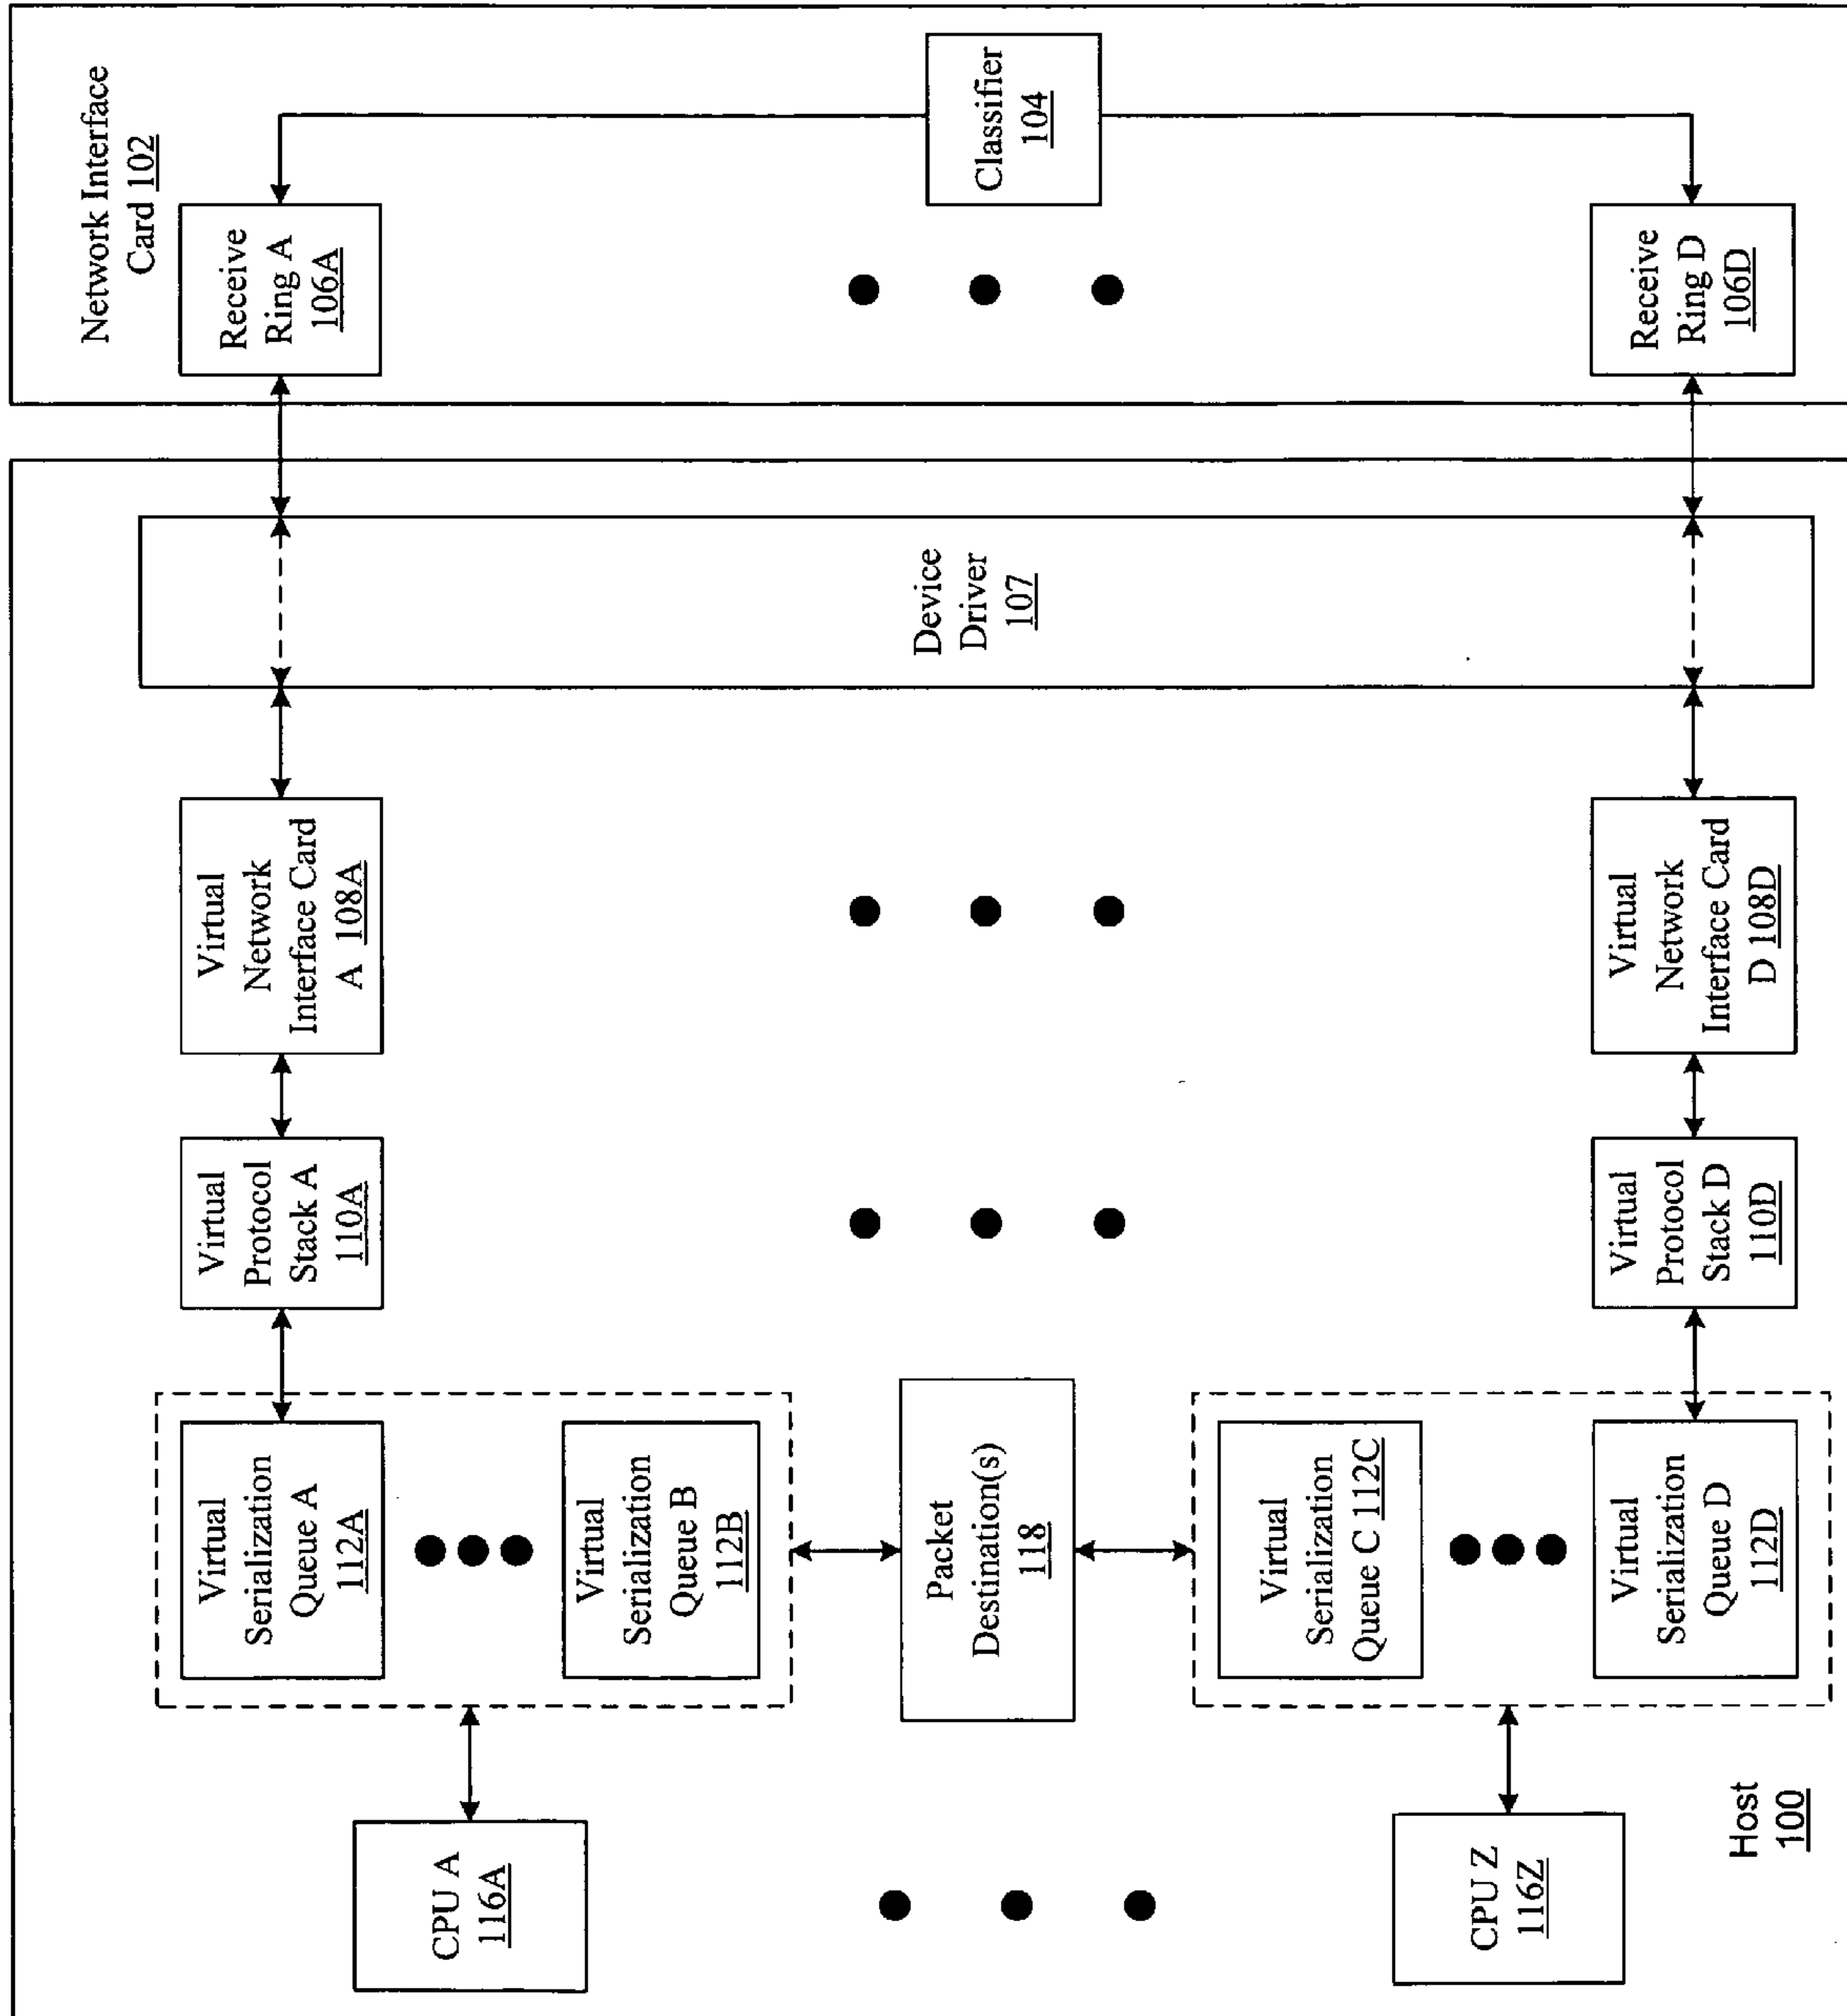 Network Interface
Card 102
Classifier
104
Receive
Ring A
106A
Receive
Ring D
106D
Device
Driver
107
Virtual
Network
Interface Card
A 108A
Virtual
Network
Interface Card
D 108D
Virtual
Protocol
Stack A
110A
Virtual
Protocol
Stack D
110D
Virtual
Serialization
Queue A
112A
Virtual
Serialization
Queue B
112B
Packet
Destination(s)
118
Virtual
Serialization
Queue C 112C
Virtual
Serialization
Queue D
112D
CPU A
116A
CPU Z
116Z
Host
100